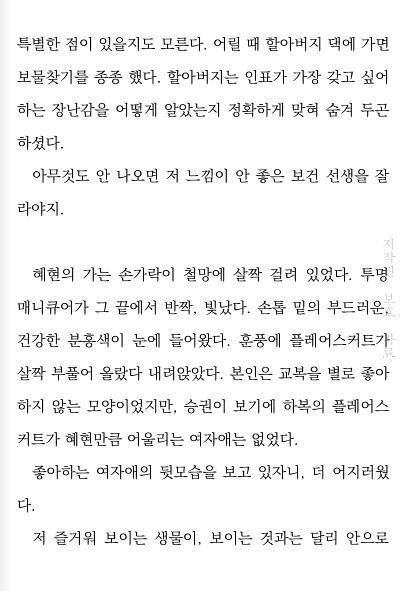 특별한 점이 있을지도 모른다. 어릴 때 할아버지 댁에 가면
보물찾기를 종종 했다. 할아버지는 인표가 가장 갖고 싶어
하는 장난감을 어떻게 알았는지 정확하게 맞혀 숨겨 두곤
하셨다.
아무것도 안 나오면 저 느낌이 안 좋은 보건 선생을 잘
라야지.
혜현의 가는 손가락이 철망에 살짝 걸려 있었다. 투명
매니큐어가 그 끝에서 반짝, 빛났다. 손톱 밑의 부드러운,
건강한 분홍색이 눈에 들어왔다. 훈풍에 플레어스커트가
살짝 부풀어 올랐다 내려앉았다. 본인은 교복을 별로 좋아
하지 않는 모양이었지만, 승권이 보기에 하복의 플레어스
커트가 혜현만큼 어울리는 여자애는 없었다.
좋아하는 여자애의 뒷모습을 보고 있자니, 더 어지러웠
다.
저 즐거워 보이는 생물이, 보이는 것과는 달리 안으로